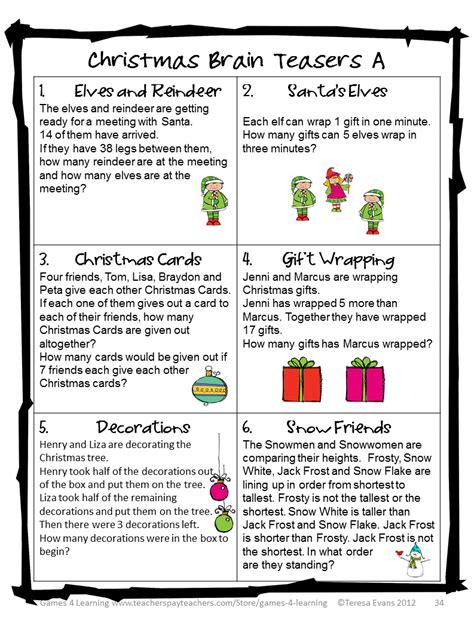 Christmas Brain Teasers A
1. Elves and Reindeer
The elves and reindeer are getting
ready for a meeting with Santa.
14 of them have arrived.
If they have 38 legs between them,
how many reindeer are at the meeting
and how many elves are at the
meeting?
2. Santa's Elves
Each elf can wrap 1 gift in one minute.
How many gifts can 5 elves wrap in
three minutes?
3. Christmas Cards
Four friends, Tom, Lisa, Braydon and
Peta give each other Christmas Cards.
If each one of them gives out a card to
each of their friends, how many
Christmas Cards are given out
altogether?
How many cards would be given out if
7 friends each give each other
Christmas cards?
4. Gift Wrapping
Jenni and Marcus are wrapping
Christmas gifts.
Jenni has wrapped 5 more than
Marcus. Together they have wrapped
17 gifts.
How many gifts has Marcus wrapped?
5. Decorations
Henry and Liza are decorating the
Christmas tree.
Henry took half of the decorations out
of the box and put them on the tree.
Liza took half of the remaining
decorations and put them on the tree.
Then there were 3 decorations left.
How many decorations were in the box to
begin?
6. Snow Friends
The Snowmen and Snowwomen are
comparing their heights. Frosty, Snow
White, Jack Frost and Snow Flake are
lining up in order from shortest to
tallest. Frosty is not the tallest or the
shortest. Snow White is taller than
Jack Frost and Snow Flake. Jack Frost
is shorter than Frosty. Jack Frost is not
the shortest. In what order
are they standing?
Games 4 Learning www.teacherspayteachers.com/Store/games-4-learning ©Teresa Evans 2012 34